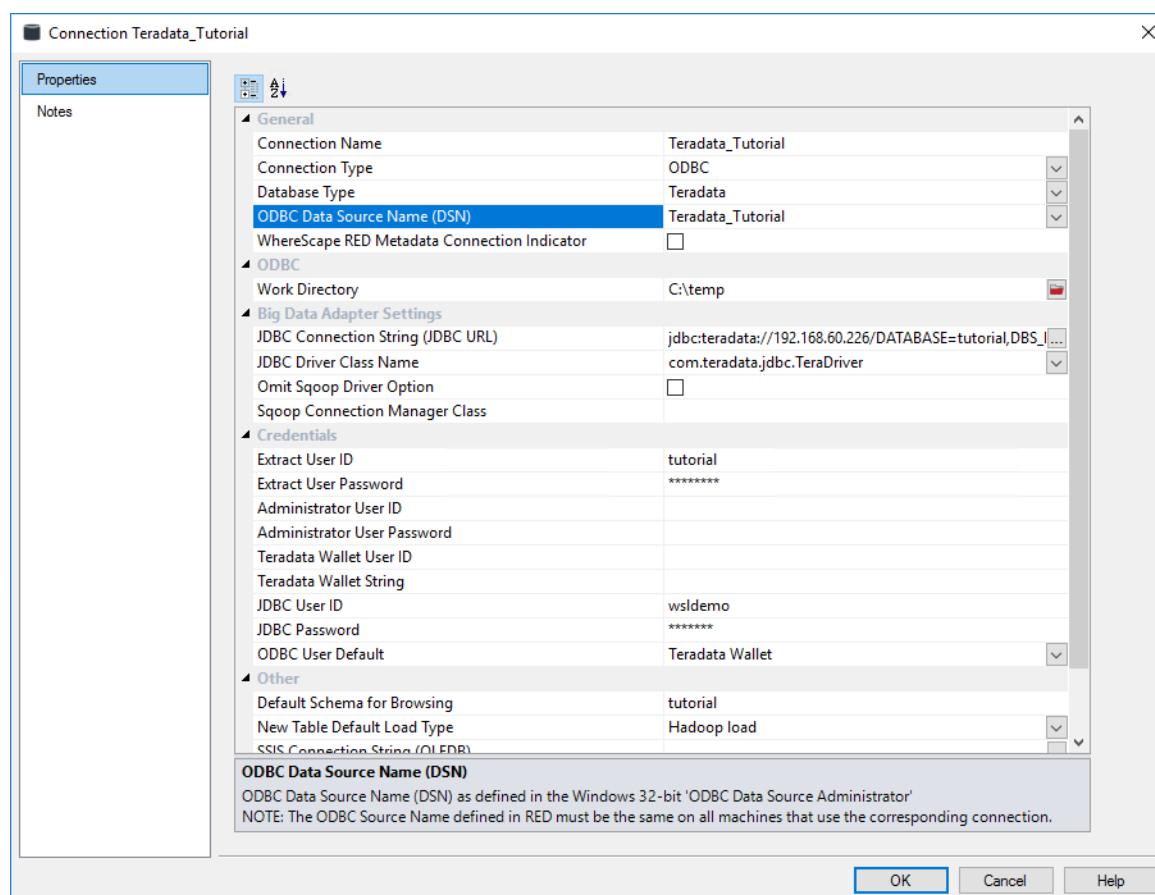 Connection Teradata_Tutorial
Properties
Notes
General
Connection Name Teradata_Tutorial
Connection Type ODBC
Database Type Teradata
ODBC Data Source Name (DSN) Teradata_Tutorial
WhereScape RED Metadata Connection Indicator
ODBC
Work Directory C:\temp
Big Data Adapter Settings
JDBC Connection String (JDBC URL) jdbc:teradata://192.168.60.226/DATABASE=tutorial,DBS_ ...
JDBC Driver Class Name com.teradata.jdbc.TeraDriver
Omit Sqoop Driver Option
Sqoop Connection Manager Class
Credentials
Extract User ID tutorial
Extract User Password ********
Administrator User ID
Administrator User Password
Teradata Wallet User ID
Teradata Wallet String
JDBC User ID wsldemo
JDBC Password *******
ODBC User Default Teradata Wallet
Other
Default Schema for Browsing tutorial
New Table Default Load Type Hadoop load
SSIS Connection String (OLEDB)
ODBC Data Source Name (DSN)
ODBC Data Source Name (DSN) as defined in the Windows 32-bit 'ODBC Data Source Administrator'
NOTE: The ODBC Source Name defined in RED must be the same on all machines that use the corresponding connection.
OK Cancel Help